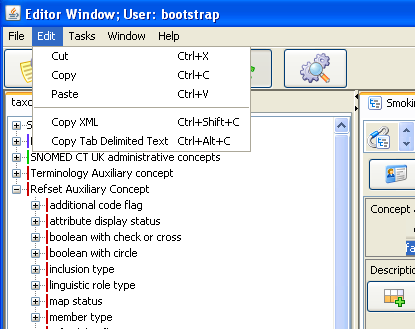 Editor Window; User: bootstrap
File Edit Tasks Window Help
Cut Ctrl+X
Copy Ctrl+C
Paste Ctrl+V
Copy XML Ctrl+Shift+C
Copy Tab Delimited Text Ctrl+Alt+C
taxo
Smokin
S
SNOMED CT UK administrative concepts
Terminology Auxiliary concept
Refset Auxiliary Concept
additional code flag
attribute display status
boolean with check or cross
boolean with circle
inclusion type
linguistic role type
map status
member type
Concept
fa
Description